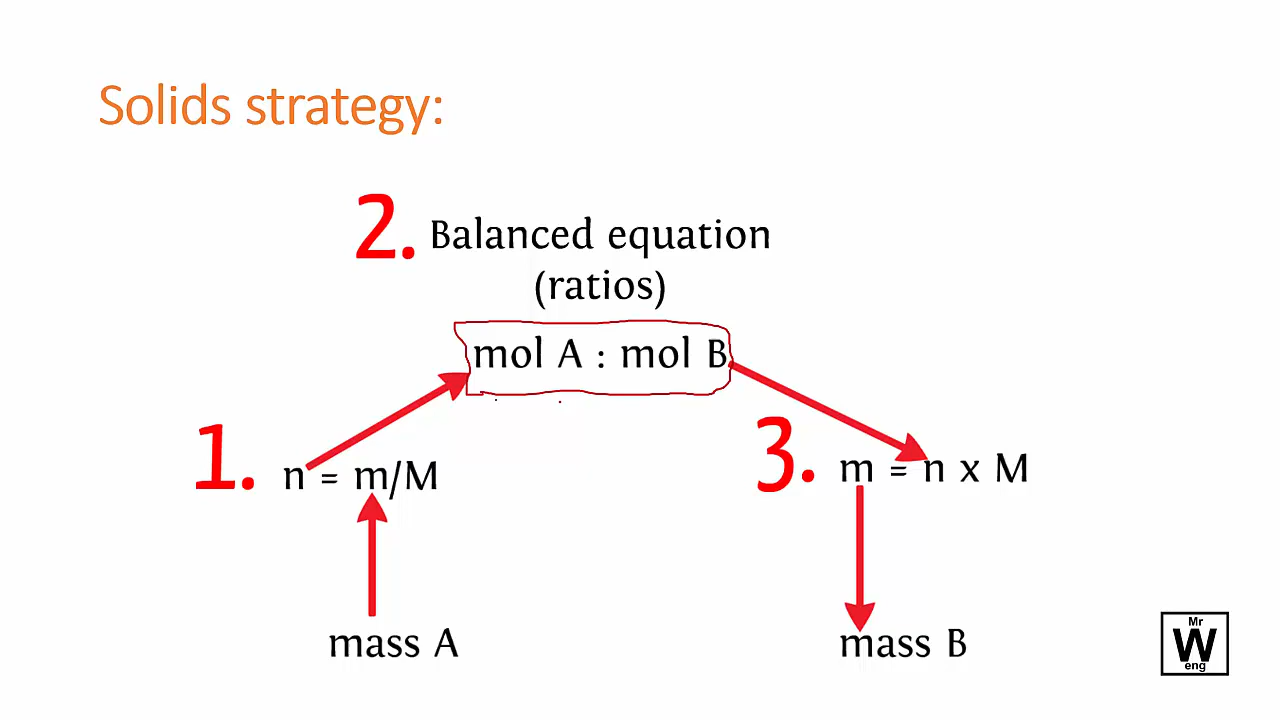 Solids strategy:
2. Balanced equation
(ratios)
mol A : mol B
1. n = m/M
3. m = n x M
mass A
mass B
Mr
W
eng